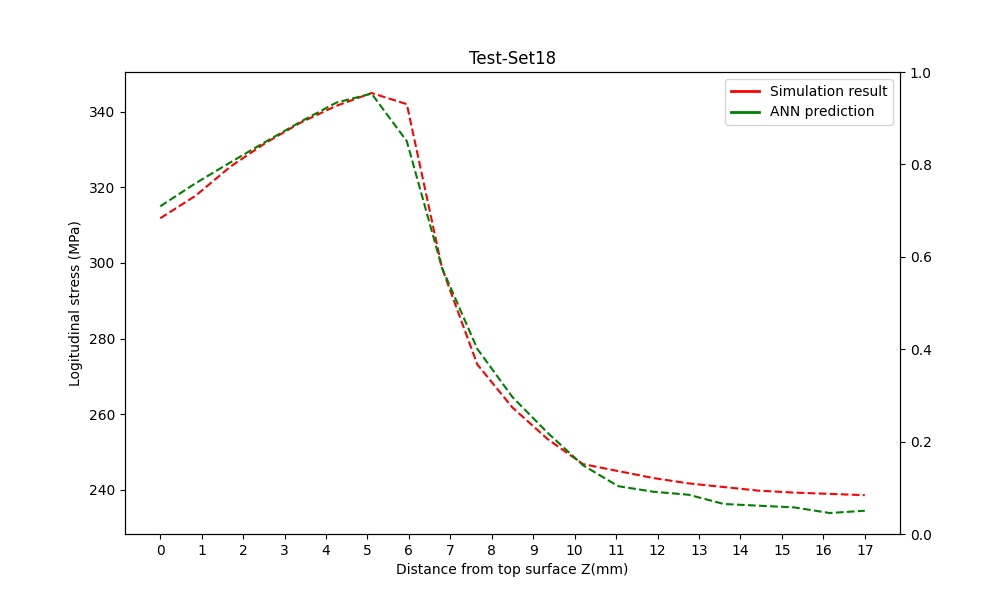 Test-Set18
Simulation result
ANN prediction
Logitudinal stress (MPa)
340
320
300
280
260
240
1.0
0.8
0.6
0.4
0.2
0.0
0 1 2 3 4 5 6 7 8 9 10 11 12 13 14 15 16 17
Distance from top surface Z(mm)